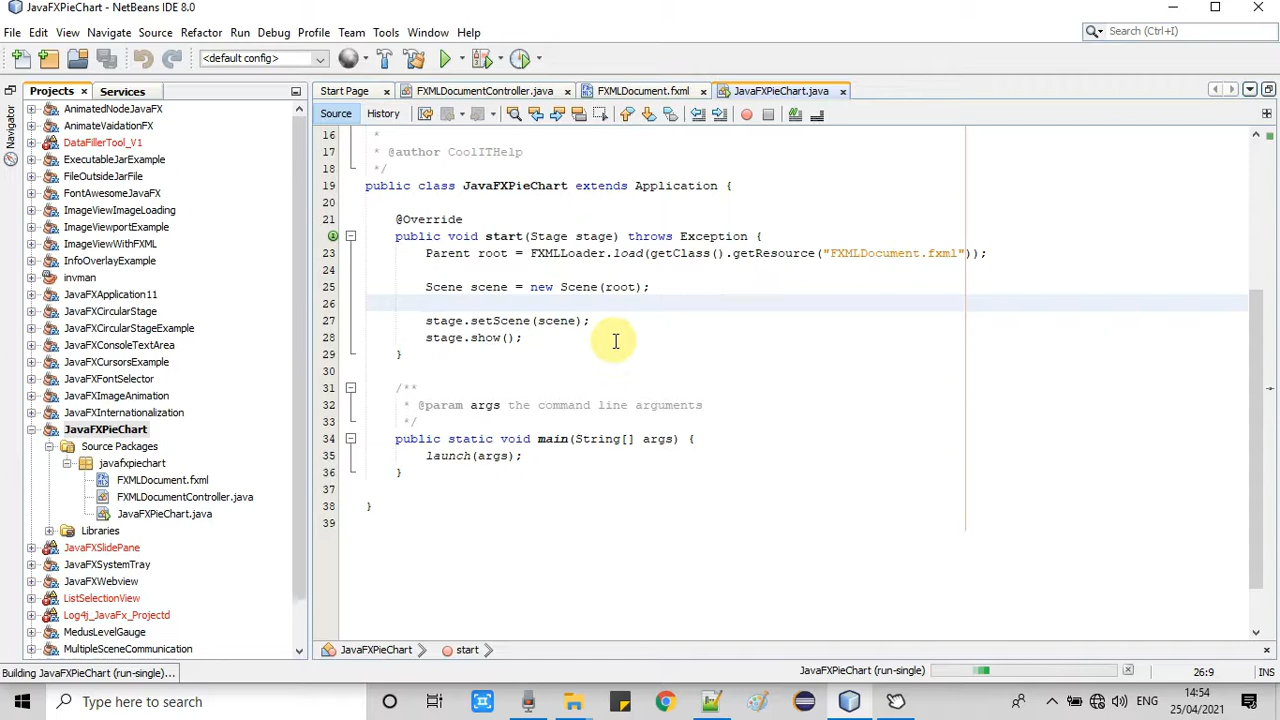 JavaFXPieChart - NetBeans IDE 8.0
File Edit View Navigate Source Refactor Run Debug Profile Team Tools Window Help
Search (Ctrl+I)
<default config>
Projects Services
Start Page FXMLDocumentController.java FXMLDocument.fxml JavaFXPieChart.java
Navigator
Source History
AnimatedNodeJavaFX
AnimateVaidationFX
DataFillerTool_V1
ExecutableJarExample
FileOutsideJarFile
FontAwesomeJavaFX
ImageViewImageLoading
ImageViewportExample
ImageViewWithFXML
InfoOverlayExample
invman
JavaFXApplication11
JavaFXCircularStage
JavaFXCircularStageExample
JavaFXConsoleTextArea
JavaFXCursorsExample
JavaFXFontSelector
JavaFXImageAnimation
JavaFXInternationalization
JavaFXPieChart
Source Packages
javafxpiechart
FXMLDocument.fxml
FXMLDocumentController.java
JavaFXPieChart.java
Libraries
JavaFXSlidePane
JavaFXSystemTray
JavaFXWebview
ListSelectionView
Log4j_JavaFx_Projectd
MedusLevelGauge
MultipleSceneCommunication
16 *
17 * @author CoolITHelp
18 */
19 public class JavaFXPieChart extends Application {
20
21 @Override
public void start(Stage stage) throws Exception {
23 Parent root = FXMLLoader.load(getClass().getResource("FXMLDocument.fxml"));
24
25 Scene scene = new Scene(root);
26
27 stage.setScene(scene);
28 stage.show();
29 }
30
31 /**
32 * @param args the command line arguments
33 */
34 public static void main(String[] args) {
35 launch(args);
36 }
37
38 }
39
JavaFXPieChart start
Building JavaFXPieChart (run-single)...
JavaFXPieChart (run-single)
26:9 INS
Type here to search
ENG
14:54
25/04/2021